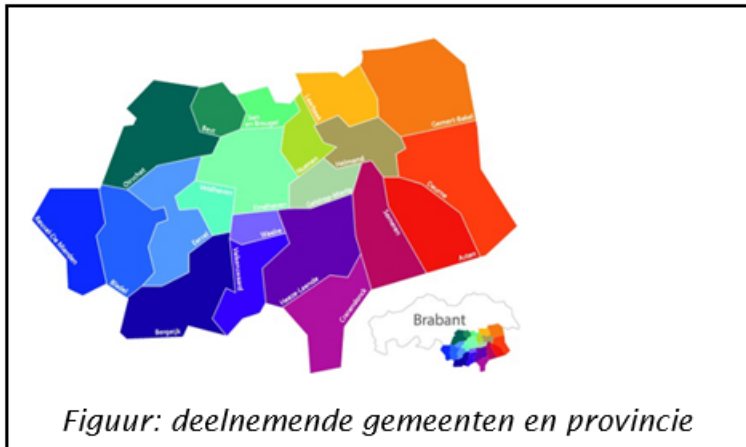 Oirschot
Best
Son en Breugel
Nuenen
Laarbeek
Gemert-Bakel
Helmond
Deurne
Reusel-De Mierden
Bladel
Eersel
Veldhoven
Eindhoven
Geldrop-Mierlo
Waalre
Valkenswaard
Bergeijk
Heeze-Leende
Cranendonck
Someren
Asten
Brabant
Figuur: deelnemende gemeenten en provincie